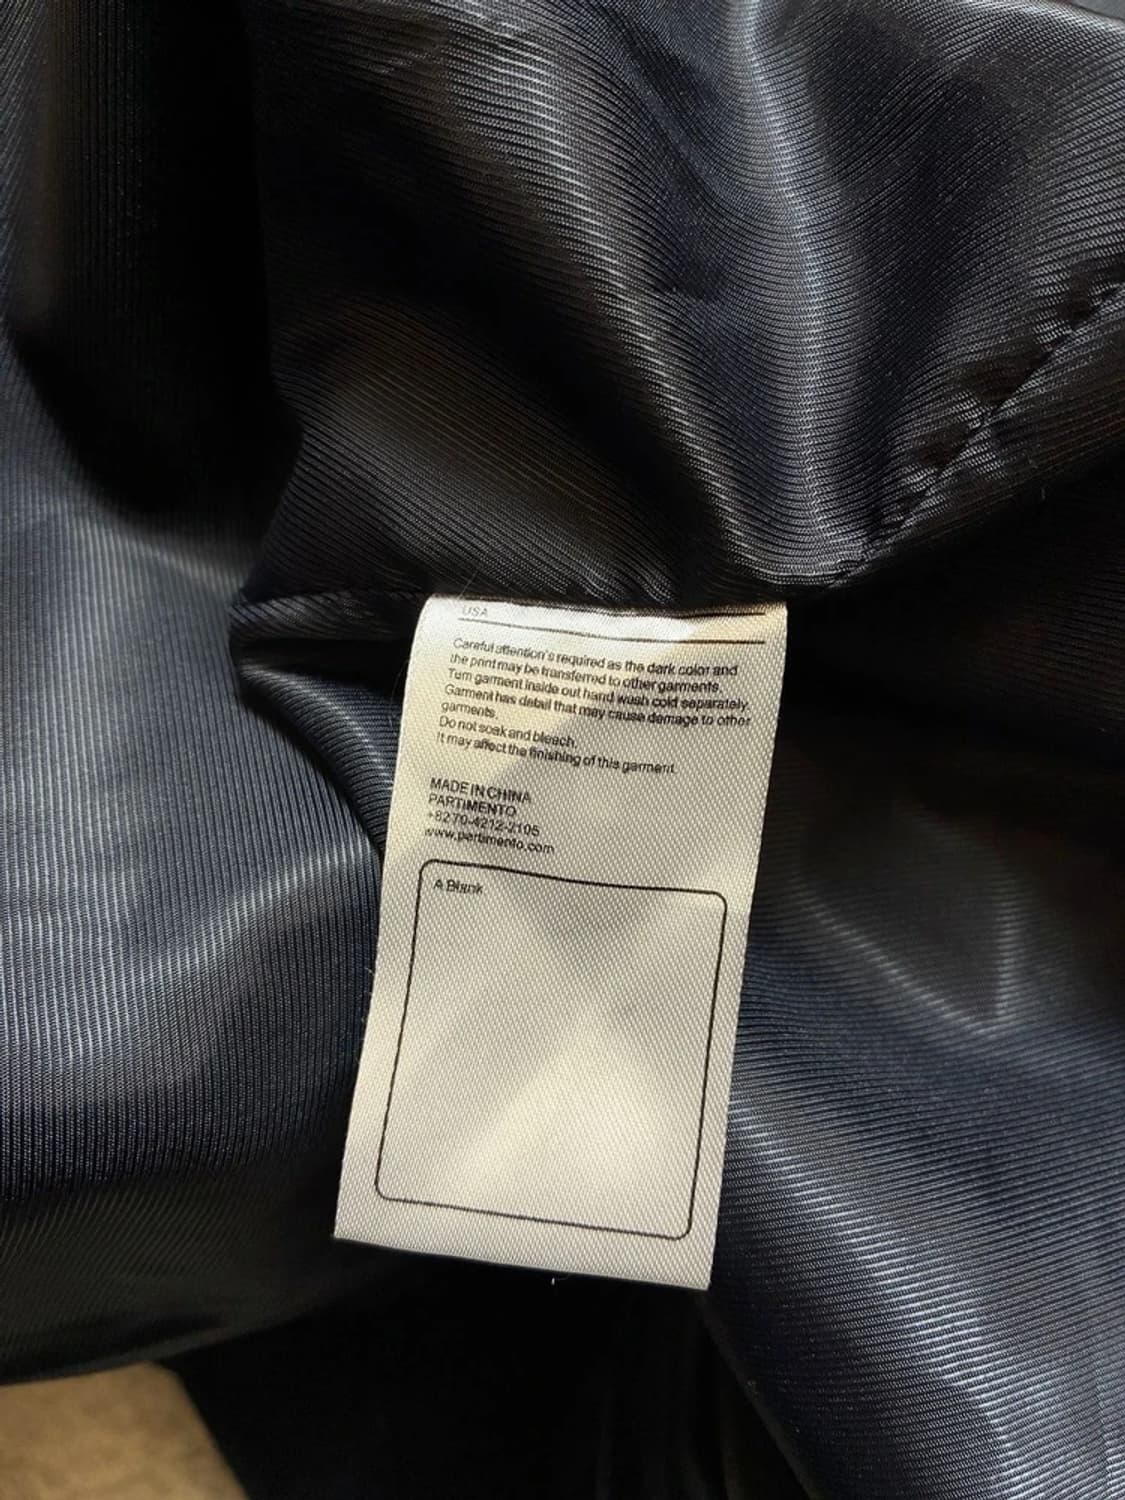 USA
Careful attention's required as the dark color and
the print may be transferred to other garments.
Turn garment inside out hand wash cold separately.
Garment has detail that may cause damage to other
garments.
Do not soak and bleach.
It may affect the finishing of this garment.
MADE IN CHINA
PARTIMENTO
+82 70-4272-2105
www.partimento.com
A Blank